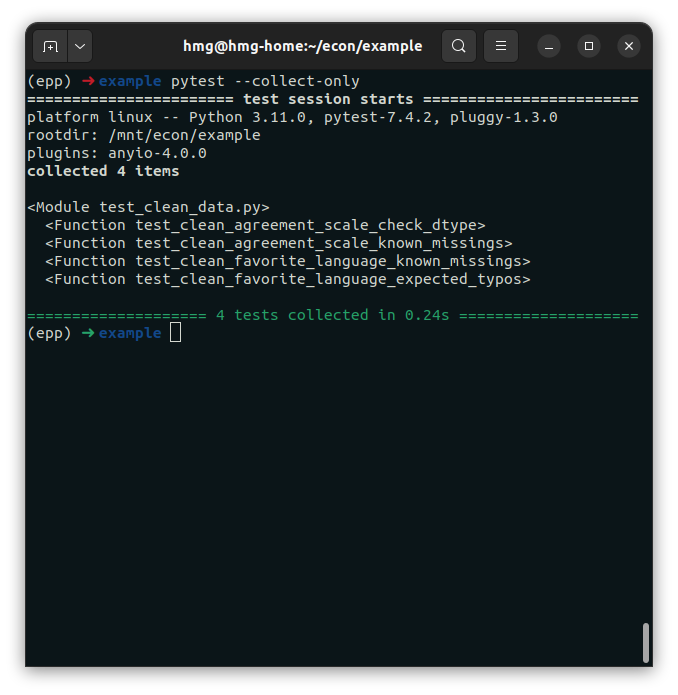 hmg@hmg-home:~/econ/example
(epp) ➜ example pytest --collect-only
======================= test session starts ========================
platform linux -- Python 3.11.0, pytest-7.4.2, pluggy-1.3.0
rootdir: /mnt/econ/example
plugins: anyio-4.0.0
collected 4 items
<Module test_clean_data.py>
  <Function test_clean_agreement_scale_check_dtype>
  <Function test_clean_agreement_scale_known_missings>
  <Function test_clean_favorite_language_known_missings>
  <Function test_clean_favorite_language_expected_typos>
==================== 4 tests collected in 0.24s ====================
(epp) ➜ example